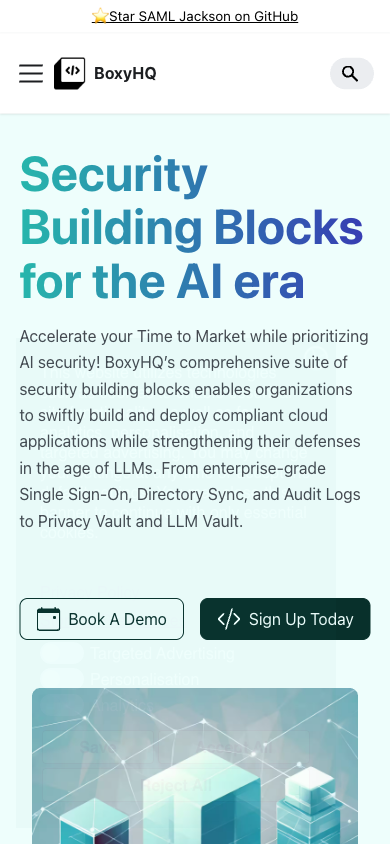 ⭐Star SAML Jackson on GitHub
BoxyHQ
Security
Building Blocks
for the AI era
Accelerate your Time to Market while prioritizing
AI security! BoxyHQ’s comprehensive suite of
security building blocks enables organizations
to swiftly build and deploy compliant cloud
applications while strengthening their defenses
in the age of LLMs. From enterprise-grade
Single Sign-On, Directory Sync, and Audit Logs
to Privacy Vault and LLM Vault.
Book A Demo
Sign Up Today
Targeted Advertising
Personalisation
Reject All